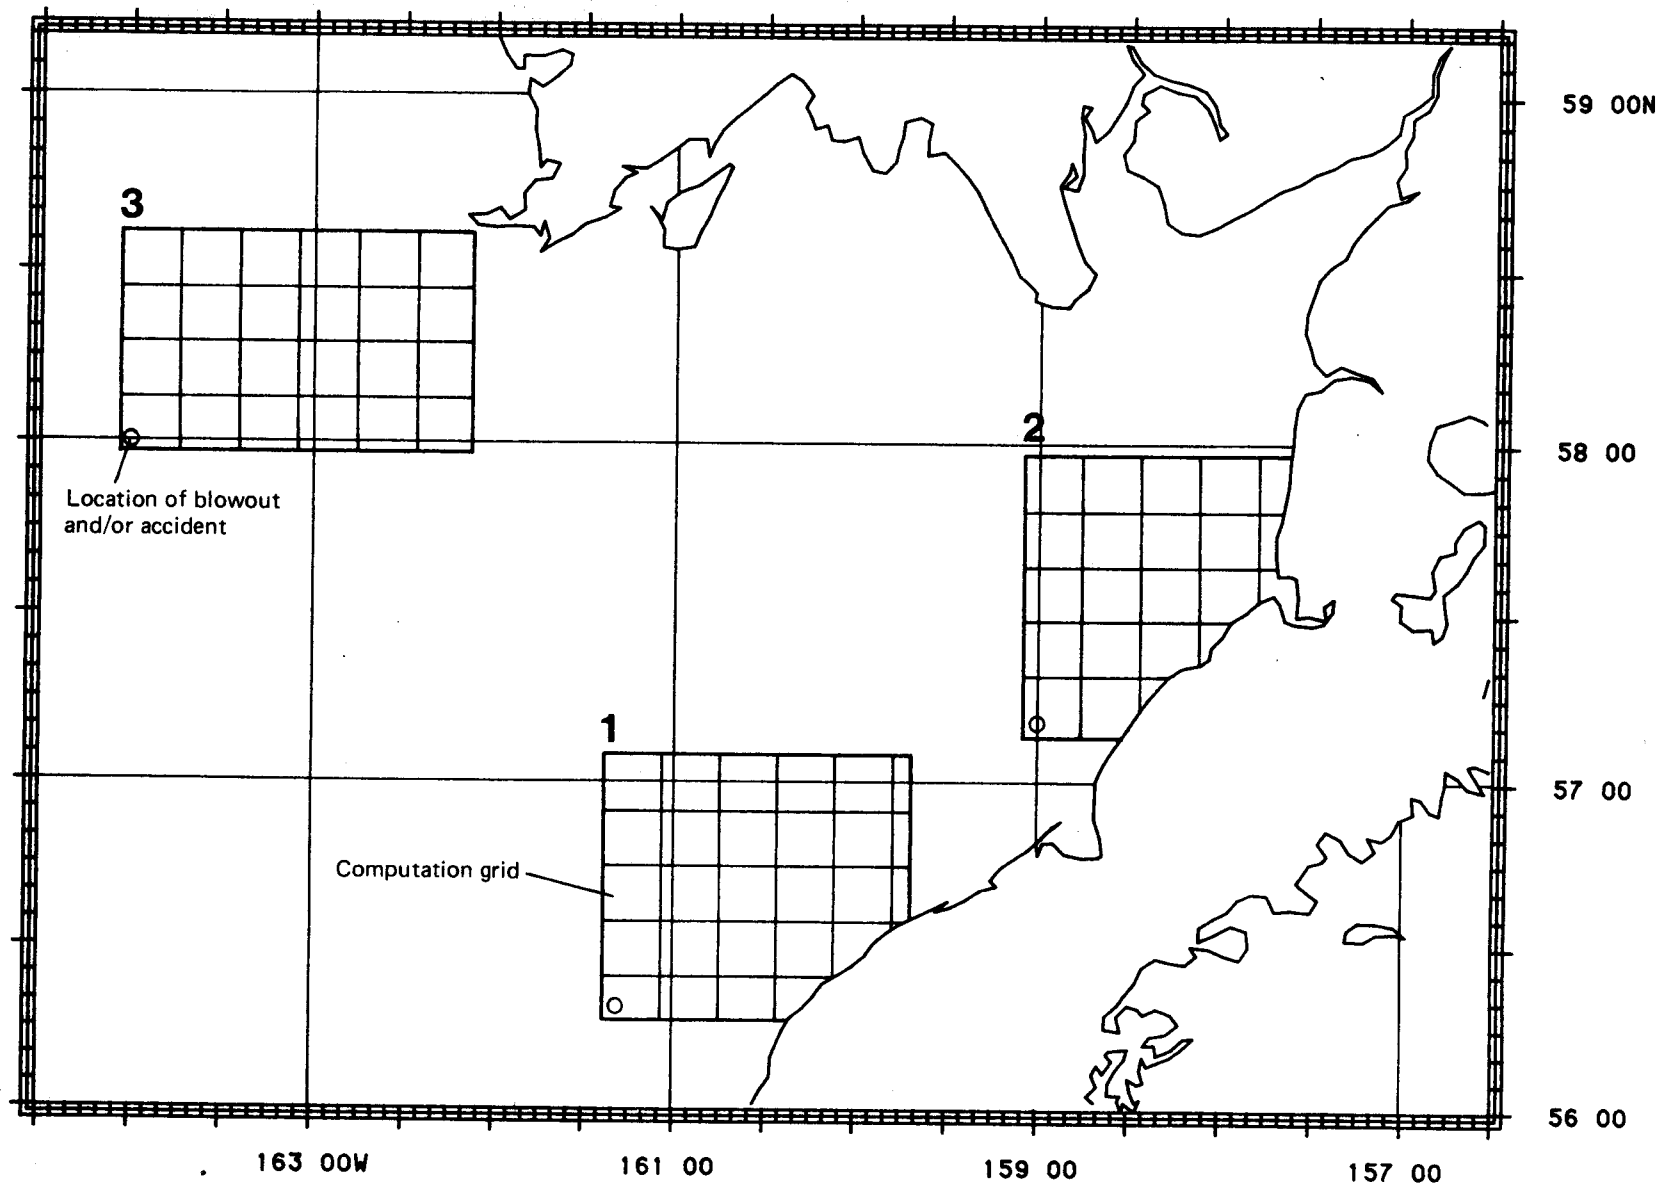 59 00N
3
2
58 00
Location of blowout
and/or accident
1
57 00
Computation grid
56 00
163 00W
161 00
159 00
157 00